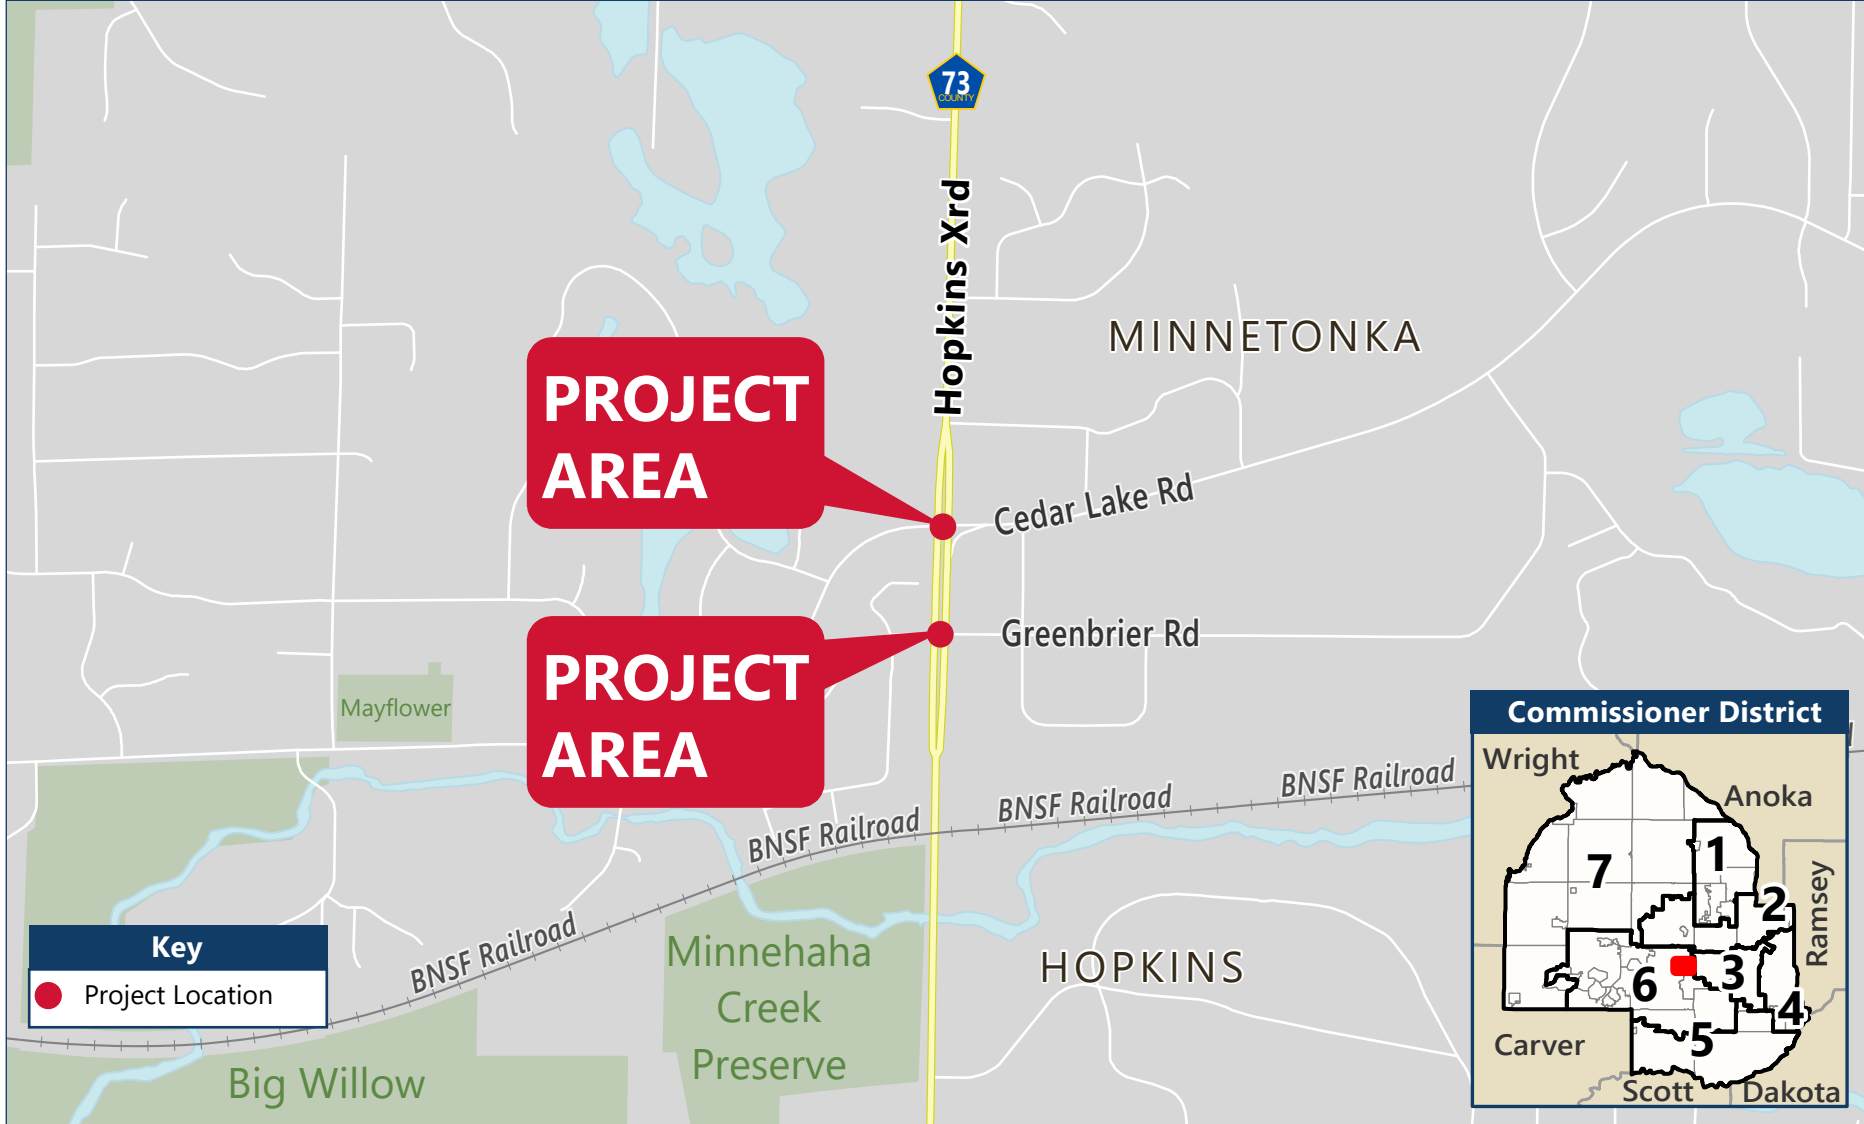 73
COUNTY
Hopkins Xrd
MINNETONKA
PROJECT
AREA
Cedar Lake Rd
Greenbrier Rd
PROJECT
AREA
Mayflower
BNSF Railroad
BNSF Railroad
BNSF Railroad
BNSF Railroad
Minnehaha
Creek
Preserve
HOPKINS
Big Willow
Key
Project Location
Commissioner District
Wright
Anoka
1
7
2
Ramsey
3
6
4
5
Carver
Scott
Dakota